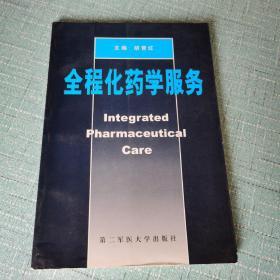 主编 胡晋红
全程化药学服务
Integrated
Pharmaceutical
Care
第二军医大学出版社